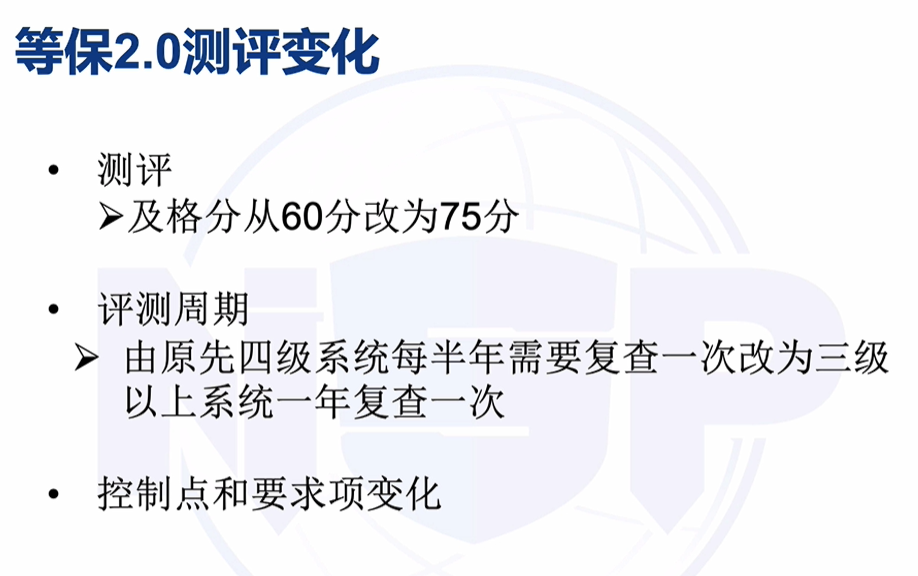 等保2.0测评变化
• 测评
➢及格分从60分改为75分
• 评测周期
➢ 由原先四级系统每半年需要复查一次改为三级
以上系统一年复查一次
• 控制点和要求项变化
NSP